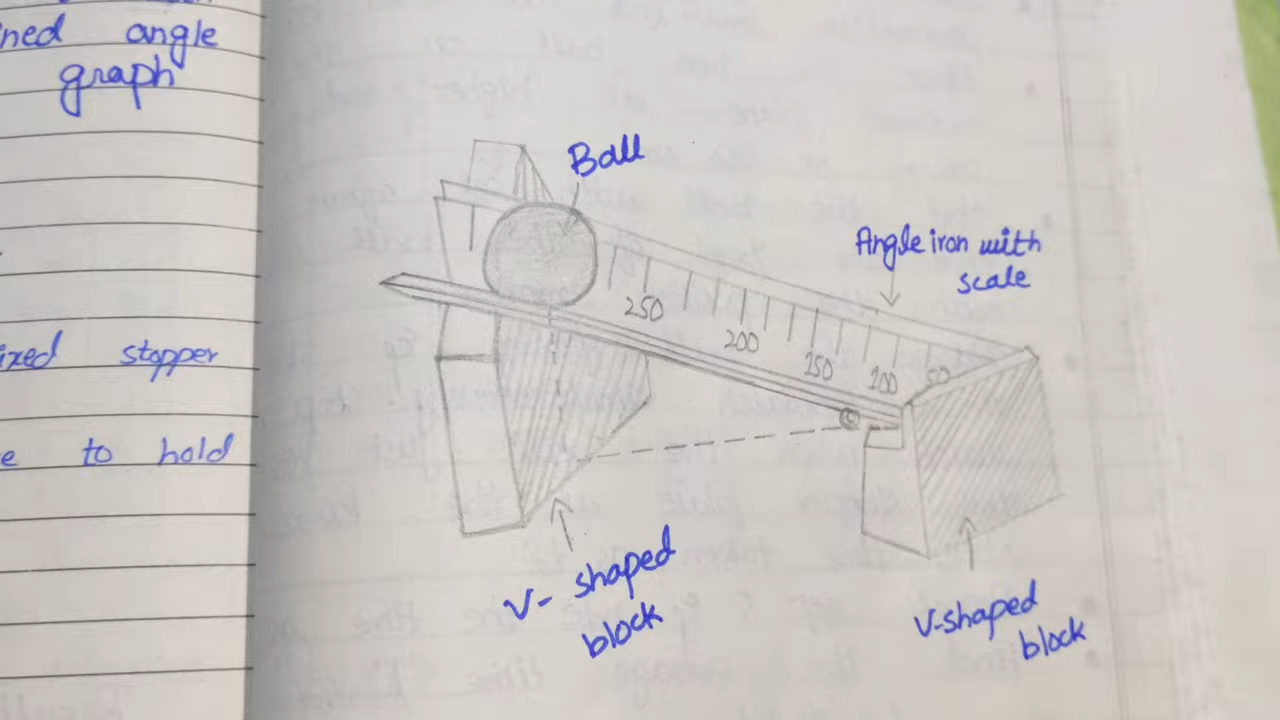 ned angle
graph
ixed stopper
e to hold
Ball
Angle iron with
scale
250
200
150
100
50
V- shaped
block
V-shaped
block